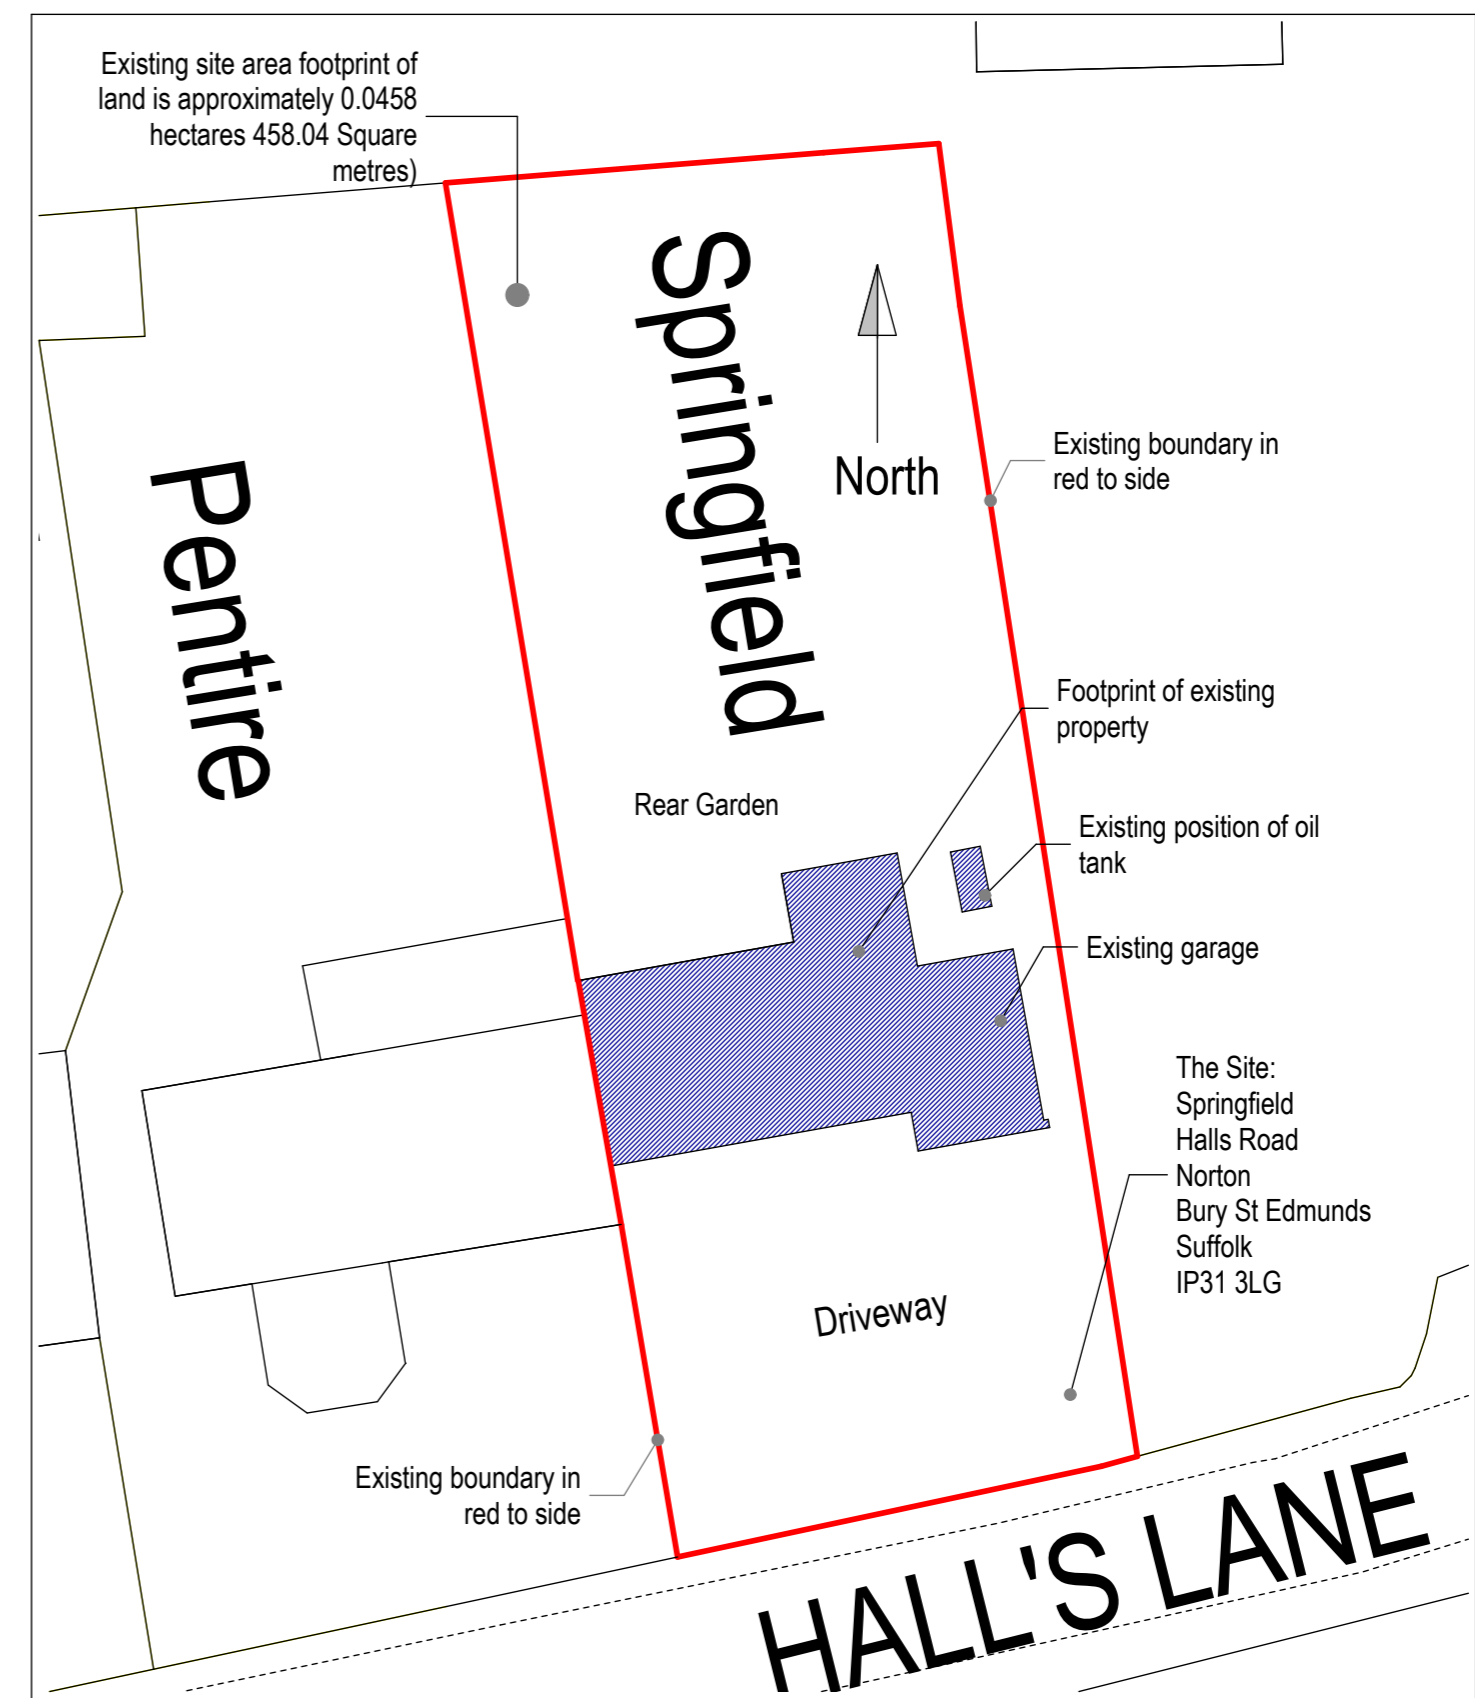 Existing site area footprint of
land is approximately 0.0458
hectares 458.04 Square
metres)
Springfield
North
Existing boundary in
red to side
Pentire
Footprint of existing
property
Rear Garden
Existing position of oil
tank
Existing garage
The Site:
Springfield
Halls Road
Norton
Bury St Edmunds
Suffolk
IP31 3LG
Driveway
Existing boundary in
red to side
HALL'S LANE